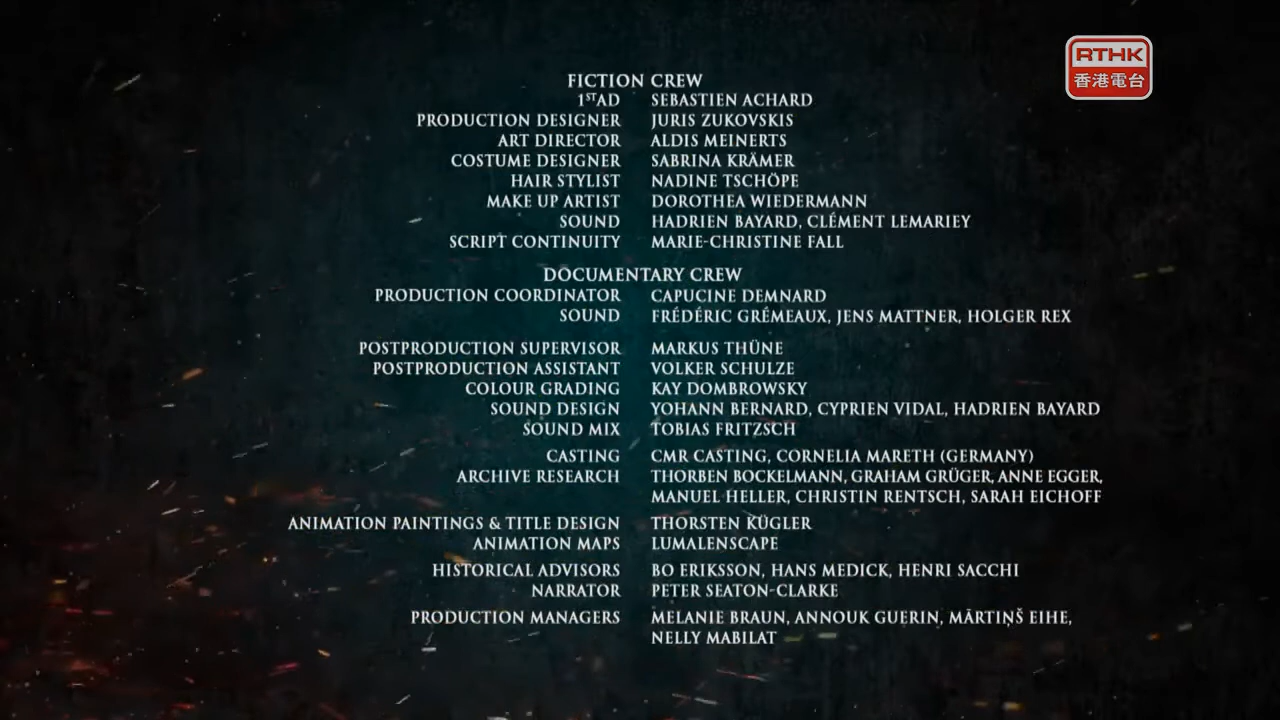 RTHK
香港電台
FICTION CREW
1STAD SEBASTIEN ACHARD
PRODUCTION DESIGNER JURIS ZUKOVSKIS
ART DIRECTOR ALDIS MEINERTS
COSTUME DESIGNER SABRINA KRÄMER
HAIR STYLIST NADINE TSCHÖPE
MAKE UP ARTIST DOROTHEA WIEDERMANN
SOUND HADRIEN BAYARD, CLÉMENT LEMARIEY
SCRIPT CONTINUITY MARIE-CHRISTINE FALL
DOCUMENTARY CREW
PRODUCTION COORDINATOR CAPUCINE DEMNARD
SOUND FRÉDÉRIC GRÉMEAUX, JENS MATTNER, HOLGER REX
POSTPRODUCTION SUPERVISOR MARKUS THÜNE
POSTPRODUCTION ASSISTANT VOLKER SCHULZE
COLOUR GRADING KAY DOMBROWSKY
SOUND DESIGN YOHANN BERNARD, CYPRIEN VIDAL, HADRIEN BAYARD
SOUND MIX TOBIAS FRITZSCH
CASTING CMR CASTING, CORNELIA MARETH (GERMANY)
ARCHIVE RESEARCH THORBEN BOCKELMANN, GRAHAM GRÜGER, ANNE EGGER,
MANUEL HELLER, CHRISTIN RENTSCH, SARAH EICHOFF
ANIMATION PAINTINGS & TITLE DESIGN THORSTEN KÜGLER
ANIMATION MAPS LUMALENSCAPE
HISTORICAL ADVISORS BO ERIKSSON, HANS MEDICK, HENRI SACCHI
NARRATOR PETER SEATON-CLARKE
PRODUCTION MANAGERS MELANIE BRAUN, ANNOUK GUERIN, MĀRTIŅŠ EIHE,
NELLY MABILAT